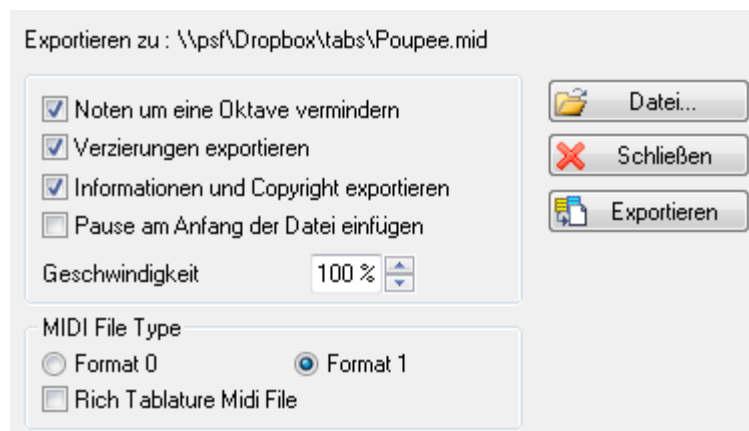 Exportieren zu : \\psf\Dropbox\tabs\Poupee.mid
Noten um eine Oktave vermindern
Verzierungen exportieren
Informationen und Copyright exportieren
Pause am Anfang der Datei einfügen
Geschwindigkeit 100 %
MIDI File Type
Format 0 Format 1
Rich Tablature Midi File
Datei...
Schließen
Exportieren